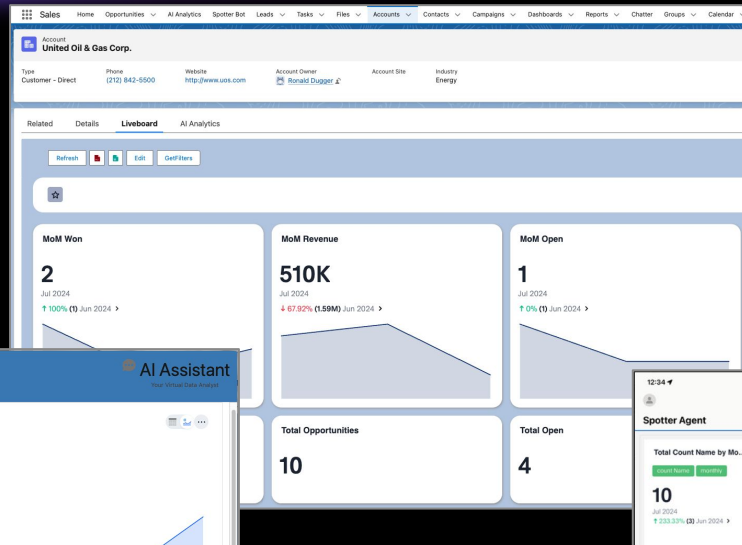 Sales Home Opportunities AI Analytics Spotter Bot Leads Tasks Files Accounts Contacts Campaigns Dashboards Reports Chatter Groups Calendar
Account
United Oil & Gas Corp.
Type Phone Website Account Owner Account Site Industry
Customer - Direct (212) 842-5500 http://www.uos.com Ronald Dugger Energy
Related Details Liveboard AI Analytics
Refresh Edit GetFilters
MoM Won MoM Revenue MoM Open
2 510K 1
Jul 2024 Jul 2024 Jul 2024
↑ 100% (1) Jun 2024 > ↓ 67.92% (1.59M) Jun 2024 > ↑ 0% (1) Jun 2024 >
AI Assistant
Your Virtual Data Analyst
Total Opportunities Total Open
10 4
12:34
Spotter Agent
Total Count Name by Mo...
count Name monthly
10
Jul 2024
↑ 233.33% (3) Jun 2024 >